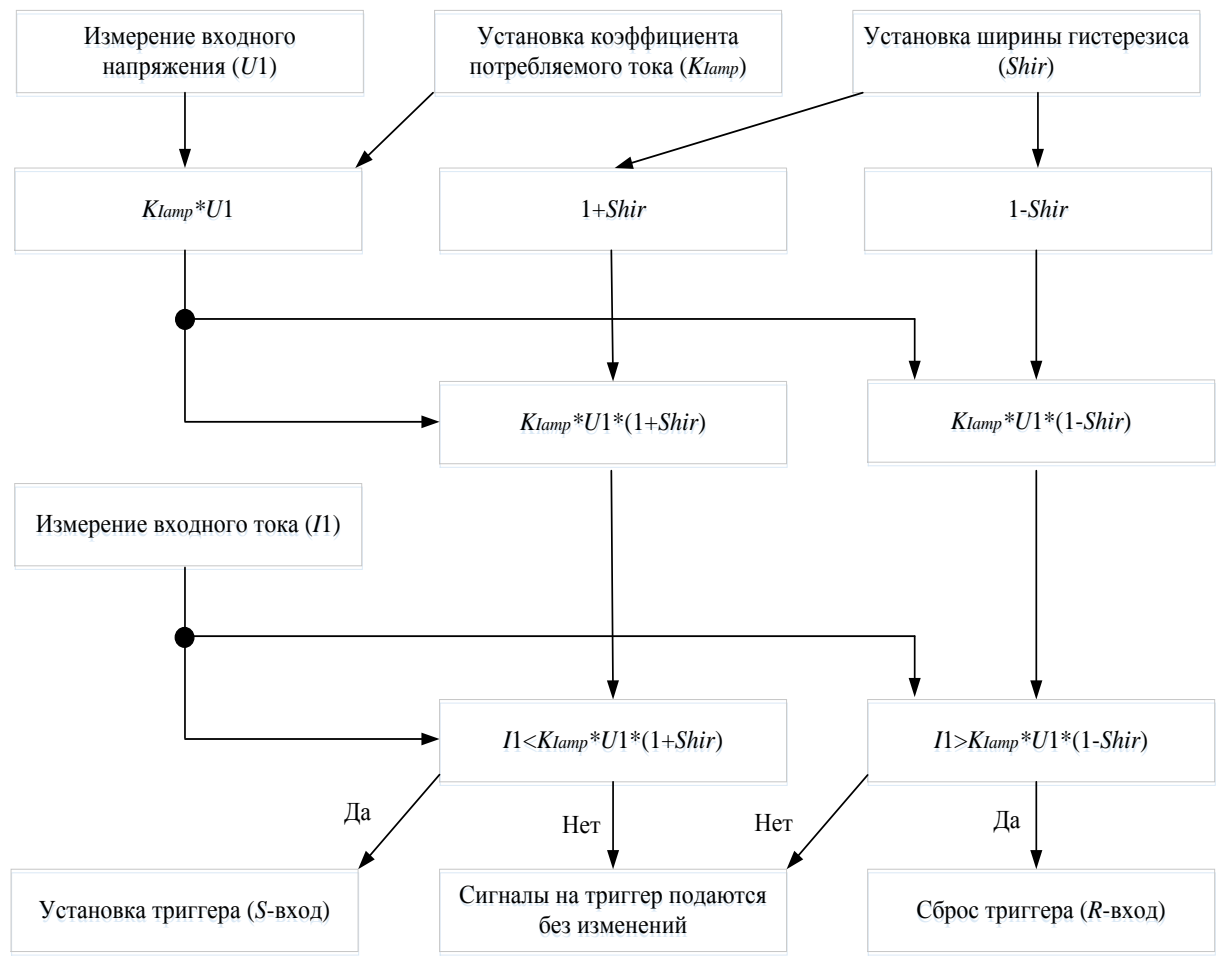 Измерение входного
напряжения (U1)
Установка коэффициента
потребляемого тока (KIamp)
Установка ширины гистерезиса
(Shir)
KIamp*U1
1+Shir
1-Shir
KIamp*U1*(1+Shir)
KIamp*U1*(1-Shir)
Измерение входного тока (I1)
I1<KIamp*U1*(1+Shir)
I1>KIamp*U1*(1-Shir)
Да
Нет
Нет
Да
Установка триггера (S-вход)
Сигналы на триггер подаются
без изменений
Сброс триггера (R-вход)